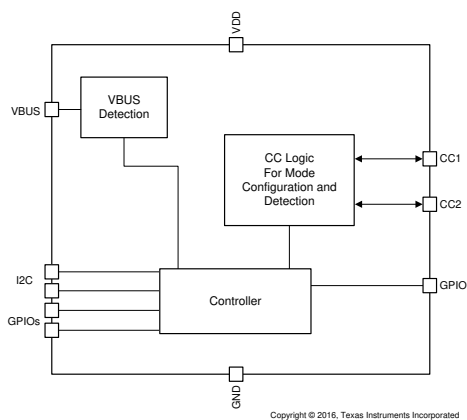 VDD
VBUS
VBUS
Detection
CC Logic
For Mode
Configuration and
Detection
CC1
CC2
I2C
GPIOs
Controller
GPIO
GND
Copyright © 2016, Texas Instruments Incorporated